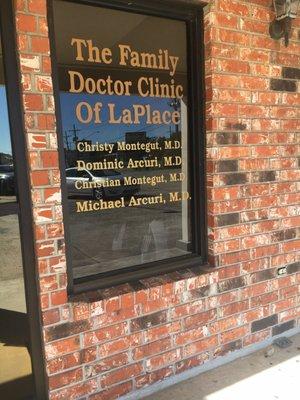 The Family
Doctor Clinic
Of LaPlace
Christy Montegut, M.D.
Dominic Arcuri, M.D
Christian Montegut, M.D
Michael Arcuri, M.D.